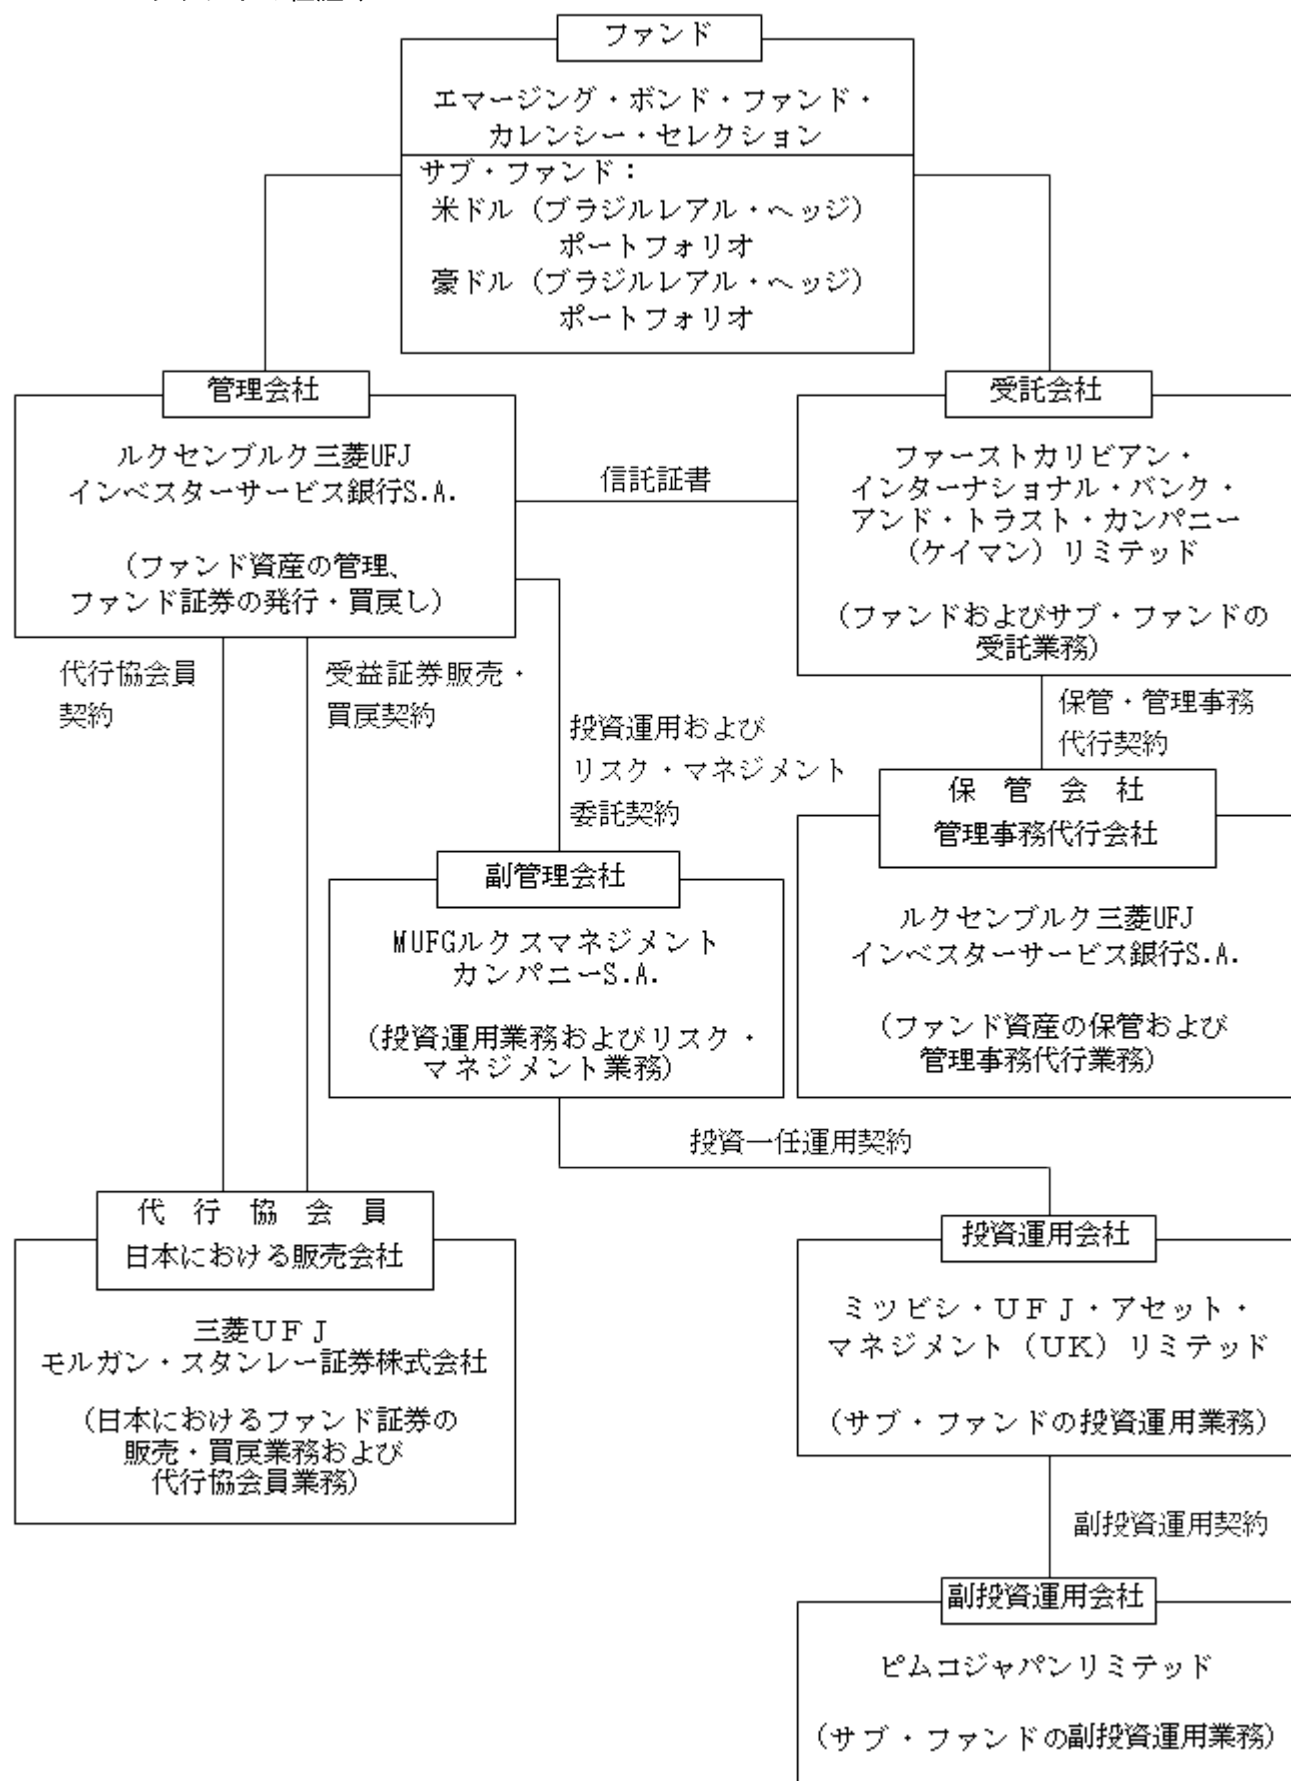 ファンド
エマージング・ボンド・ファンド・
カレンシー・セレクション
サブ・ファンド：
米ドル（ブラジルレアル・ヘッジ）
ポートフォリオ
豪ドル（ブラジルレアル・ヘッジ）
ポートフォリオ
管理会社
ルクセンブルク三菱UFJ
インベスターサービス銀行S.A.
（ファンド資産の管理、
ファンド証券の発行・買戻し）
信託証書
受託会社
ファーストカリビアン・
インターナショナル・バンク・
アンド・トラスト・カンパニー
（ケイマン）リミテッド
（ファンドおよびサブ・ファンドの
受託業務）
代行協会員
契約
受益証券販売・
買戻契約
投資運用および
リスク・マネジメント
委託契約
保管・管理事務
代行契約
保管会社
管理事務代行会社
ルクセンブルク三菱UFJ
インベスターサービス銀行S.A.
（ファンド資産の保管および
管理事務代行業務）
副管理会社
MUFGルクスマネジメント
カンパニーS.A.
（投資運用業務およびリスク・
マネジメント業務）
投資一任運用契約
代行協会員
日本における販売会社
三菱ＵＦＪ
モルガン・スタンレー証券株式会社
（日本におけるファンド証券の
販売・買戻業務および
代行協会員業務）
投資運用会社
ミツビシ・ＵＦＪ・アセット・
マネジメント（ＵＫ）リミテッド
（サブ・ファンドの投資運用業務）
副投資運用契約
副投資運用会社
ピムコジャパンリミテッド
（サブ・ファンドの副投資運用業務）